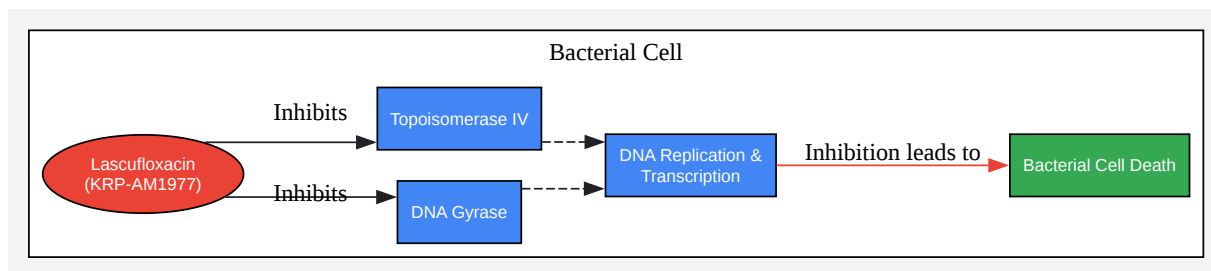 Bacterial Cell
Inhibits
Topoisomerase IV
Lascufloxacin
(KRP-AM1977)
Inhibits
DNA Gyrase
DNA Replication &
Transcription
Inhibition leads to
Bacterial Cell Death